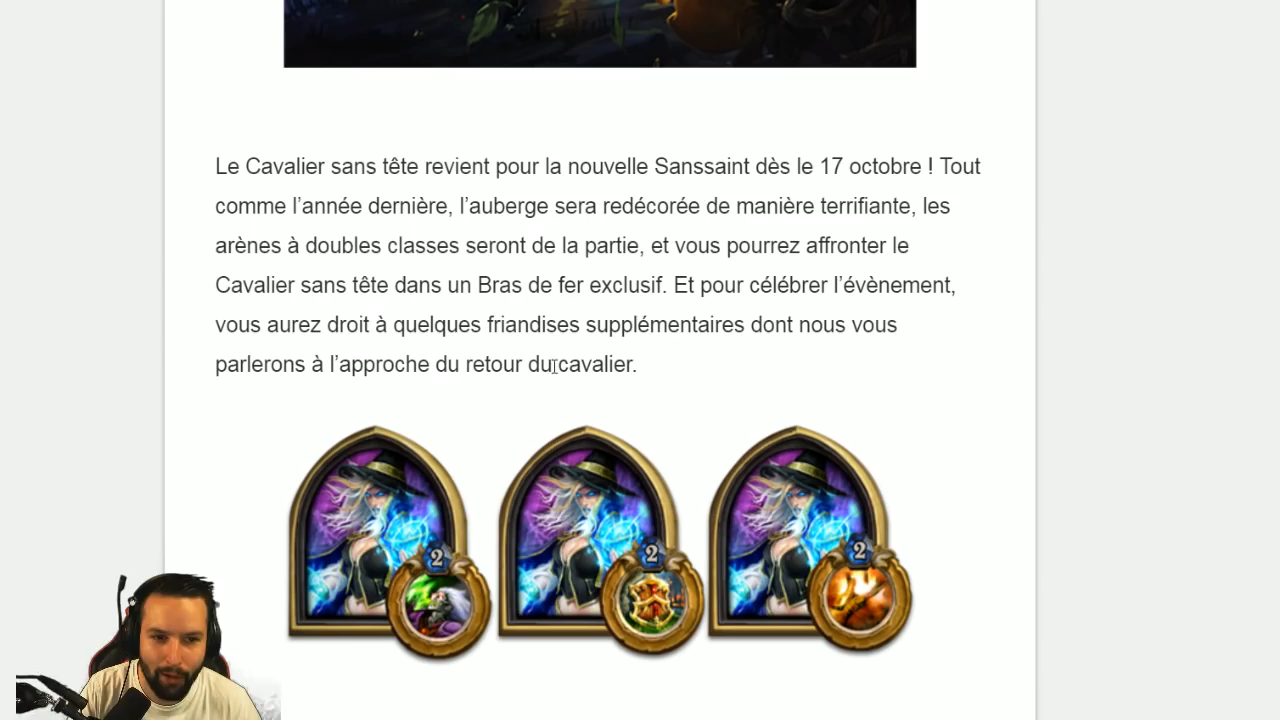 Le Cavalier sans tête revient pour la nouvelle Sanssaint dès le 17 octobre ! Tout
comme l’année dernière, l’auberge sera redécorée de manière terrifiante, les
arènes à doubles classes seront de la partie, et vous pourrez affronter le
Cavalier sans tête dans un Bras de fer exclusif. Et pour célébrer l’évènement,
vous aurez droit à quelques friandises supplémentaires dont nous vous
parlerons à l’approche du retour du cavalier.
2 2 2